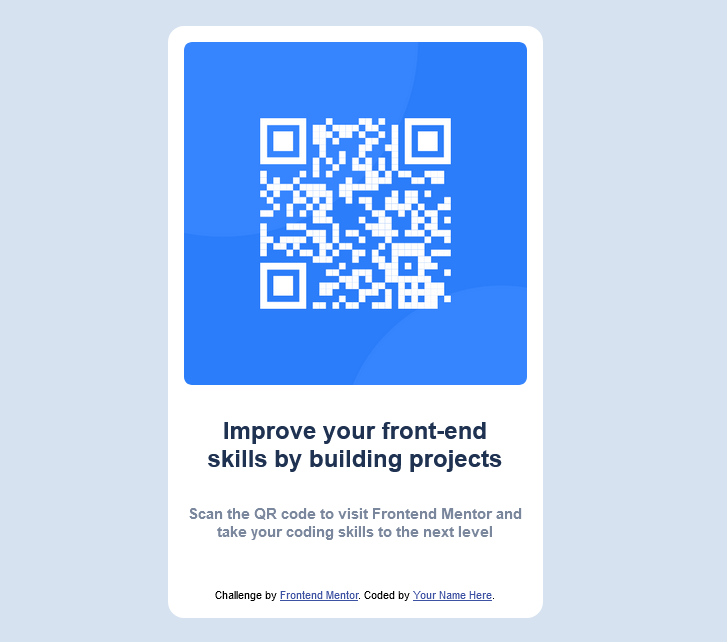 Improve your front-end
skills by building projects
Scan the QR code to visit Frontend Mentor and
take your coding skills to the next level
Challenge by Frontend Mentor. Coded by Your Name Here.